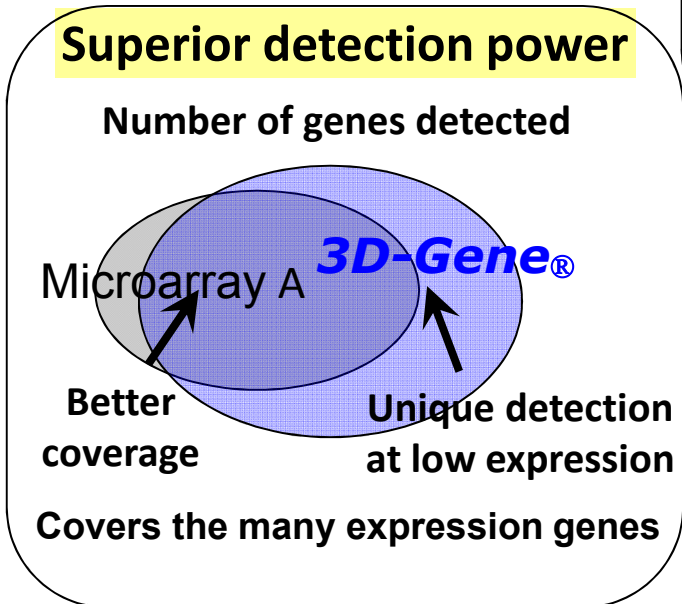 Superior detection power
Number of genes detected
3D-Gene®
Microarray A
Better
coverage
Unique detection
at low expression
Covers the many expression genes